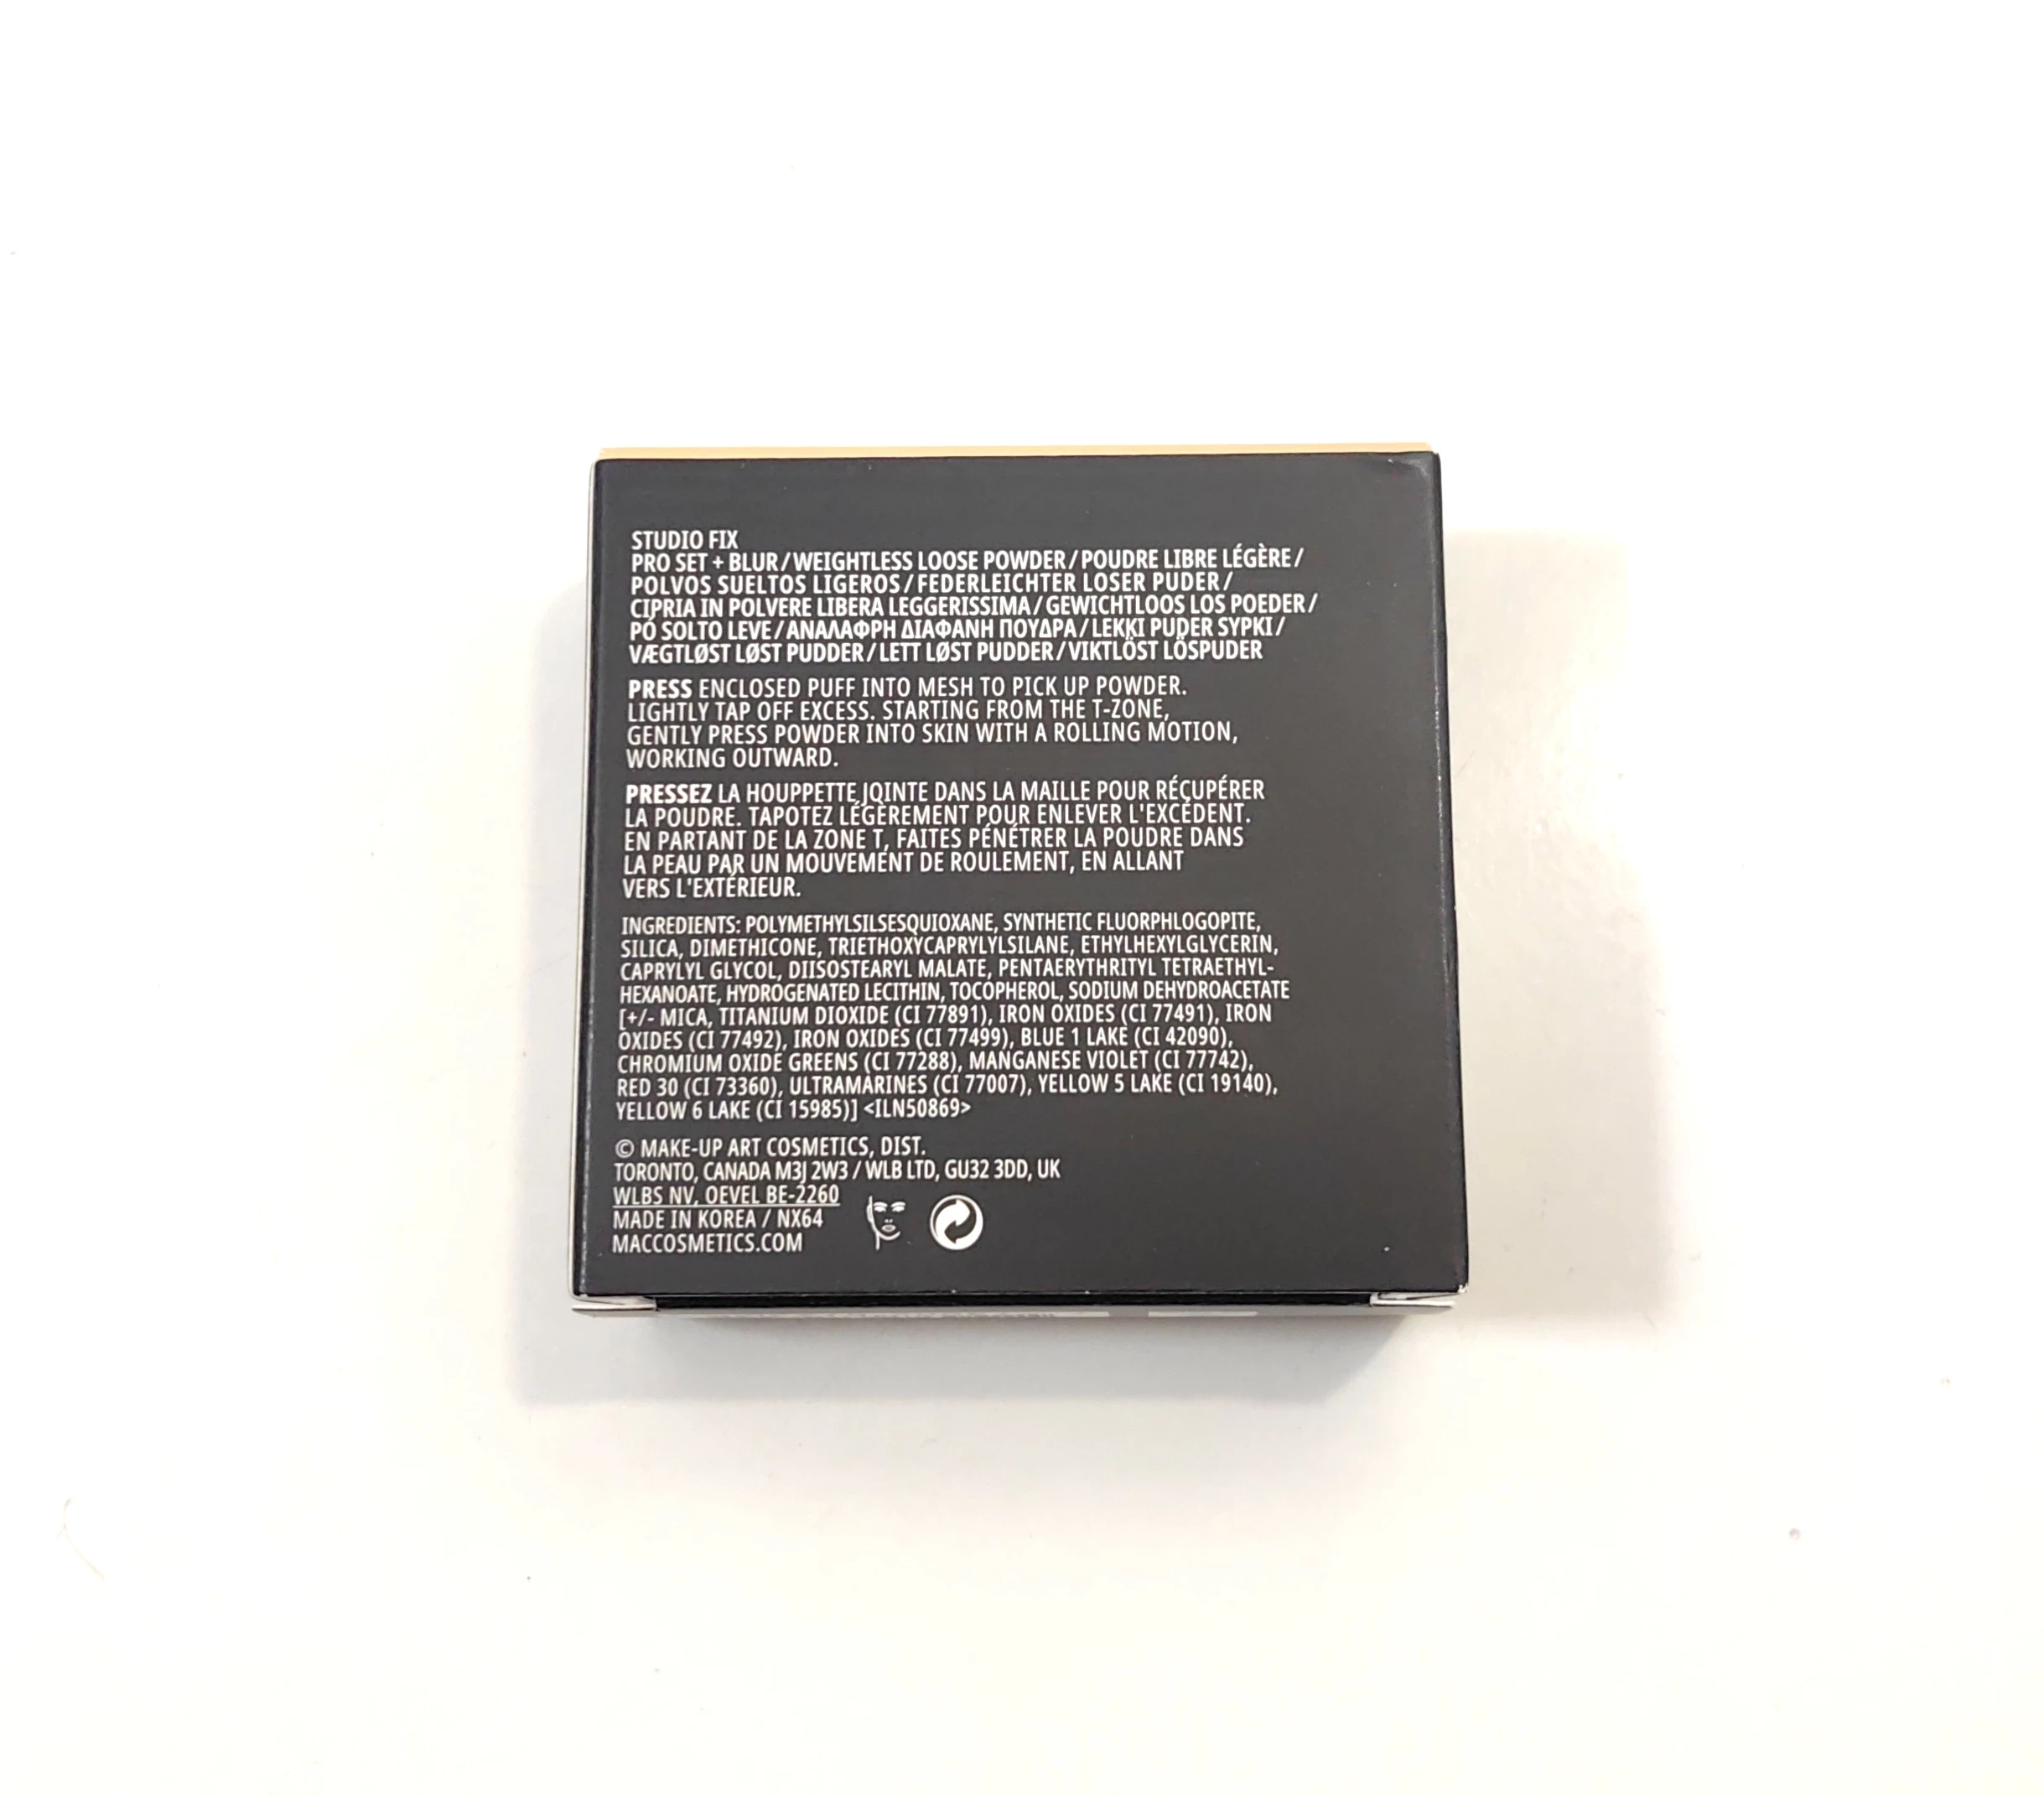 STUDIO FIX
PRO SET + BLUR / WEIGHTLESS LOOSE POWDER / POUDRE LIBRE LÉGÈRE /
POLVOS SUELTOS LIGEROS / FEDERLEICHTER LOSER PUDER /
CIPRIA IN POLVERE LIBERA LEGGERISSIMA / GEWICHTLOOS LOS POEDER /
PÓ SOLTO LEVE / ΑΝΑΛΑΦΡΗ ΔΙΑΦΑΝΗ ΠΟΥΔΡΑ / LEKKI PUDER SYPKI /
VÆGTLØST LØST PUDDER / LETT LØST PUDDER / VIKTLÖST LÖSPUDER
PRESS ENCLOSED PUFF INTO MESH TO PICK UP POWDER.
LIGHTLY TAP OFF EXCESS. STARTING FROM THE T-ZONE,
GENTLY PRESS POWDER INTO SKIN WITH A ROLLING MOTION,
WORKING OUTWARD.
PRESSEZ LA HOUPPETTE JOINTE DANS LA MAILLE POUR RÉCUPÉRER
LA POUDRE. TAPOTEZ LÉGÈREMENT POUR ENLEVER L'EXCÉDENT.
EN PARTANT DE LA ZONE T, FAITES PÉNÉTRER LA POUDRE DANS
LA PEAU PAR UN MOUVEMENT DE ROULEMENT, EN ALLANT
VERS L'EXTÉRIEUR.
INGREDIENTS: POLYMETHYLSILSESQUIOXANE, SYNTHETIC FLUORPHLOGOPITE,
SILICA, DIMETHICONE, TRIETHOXYCAPRYLYLSILANE, ETHYLHEXYLGLYCERIN,
CAPRYLYL GLYCOL, DIISOSTEARYL MALATE, PENTAERYTHRITYL TETRAETHYL-
HEXANOATE, HYDROGENATED LECITHIN, TOCOPHEROL, SODIUM DEHYDROACETATE
[+/- MICA, TITANIUM DIOXIDE (CI 77891), IRON OXIDES (CI 77491), IRON
OXIDES (CI 77492), IRON OXIDES (CI 77499), BLUE 1 LAKE (CI 42090),
CHROMIUM OXIDE GREENS (CI 77288), MANGANESE VIOLET (CI 77742),
RED 30 (CI 73360), ULTRAMARINES (CI 77007), YELLOW 5 LAKE (CI 19140),
YELLOW 6 LAKE (CI 15985)] <ILN50869>
© MAKE-UP ART COSMETICS, DIST.
TORONTO, CANADA M3J 2W3 / WLB LTD, GU32 3DD, UK
WLBS NV, OEVEL BE-2260
MADE IN KOREA / NX64
MACCOSMETICS.COM